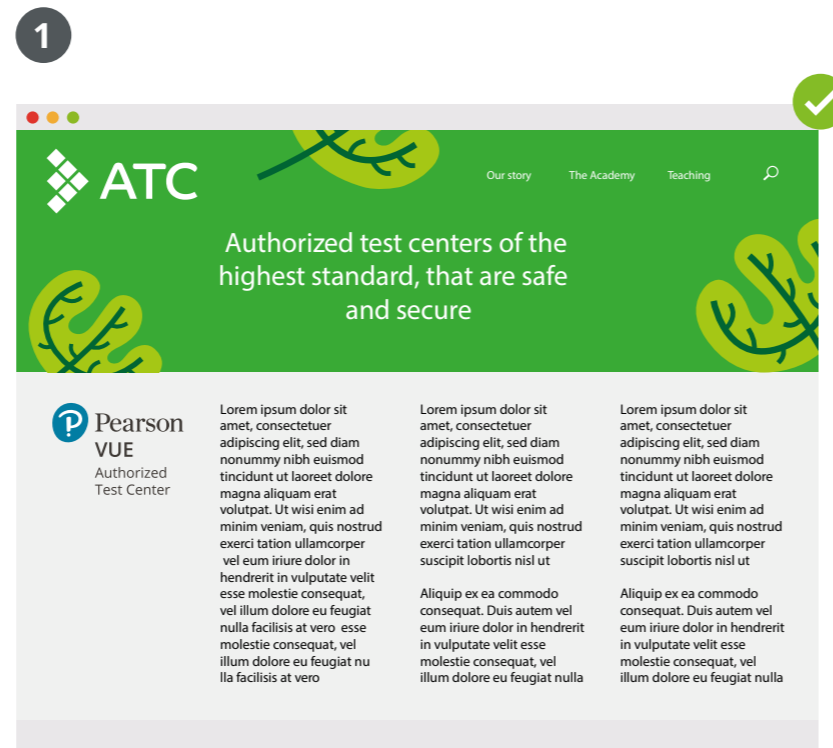 1
ATC
Our story The Academy Teaching
Authorized test centers of the
highest standard, that are safe
and secure
Pearson
VUE
Authorized
Test Center
Lorem ipsum dolor sit
amet, consectetuer
adipiscing elit, sed diam
nonummy nibh euismod
tincidunt ut laoreet dolore
magna aliquam erat
volutpat. Ut wisi enim ad
minim veniam, quis nostrud
exerci tation ullamcorper
vel eum iriure dolor in
hendrerit in vulputate velit
esse molestie consequat,
vel illum dolore eu feugiat
nulla facilisis at vero esse
molestie consequat, vel
illum dolore eu feugiat nu
lla facilisis at vero
Lorem ipsum dolor sit
amet, consectetuer
adipiscing elit, sed diam
nonummy nibh euismod
tincidunt ut laoreet dolore
magna aliquam erat
volutpat. Ut wisi enim ad
minim veniam, quis nostrud
exerci tation ullamcorper
suscipit lobortis nisl ut
Aliquip ex ea commodo
consequat. Duis autem vel
eum iriure dolor in hendrerit
in vulputate velit esse
molestie consequat, vel
illum dolore eu feugiat nulla
Lorem ipsum dolor sit
amet, consectetuer
adipiscing elit, sed diam
nonummy nibh euismod
tincidunt ut laoreet dolore
magna aliquam erat
volutpat. Ut wisi enim ad
minim veniam, quis nostrud
exerci tation ullamcorper
suscipit lobortis nisl ut
Aliquip ex ea commodo
consequat. Duis autem vel
eum iriure dolor in hendrerit
in vulputate velit esse
molestie consequat, vel
illum dolore eu feugiat nulla